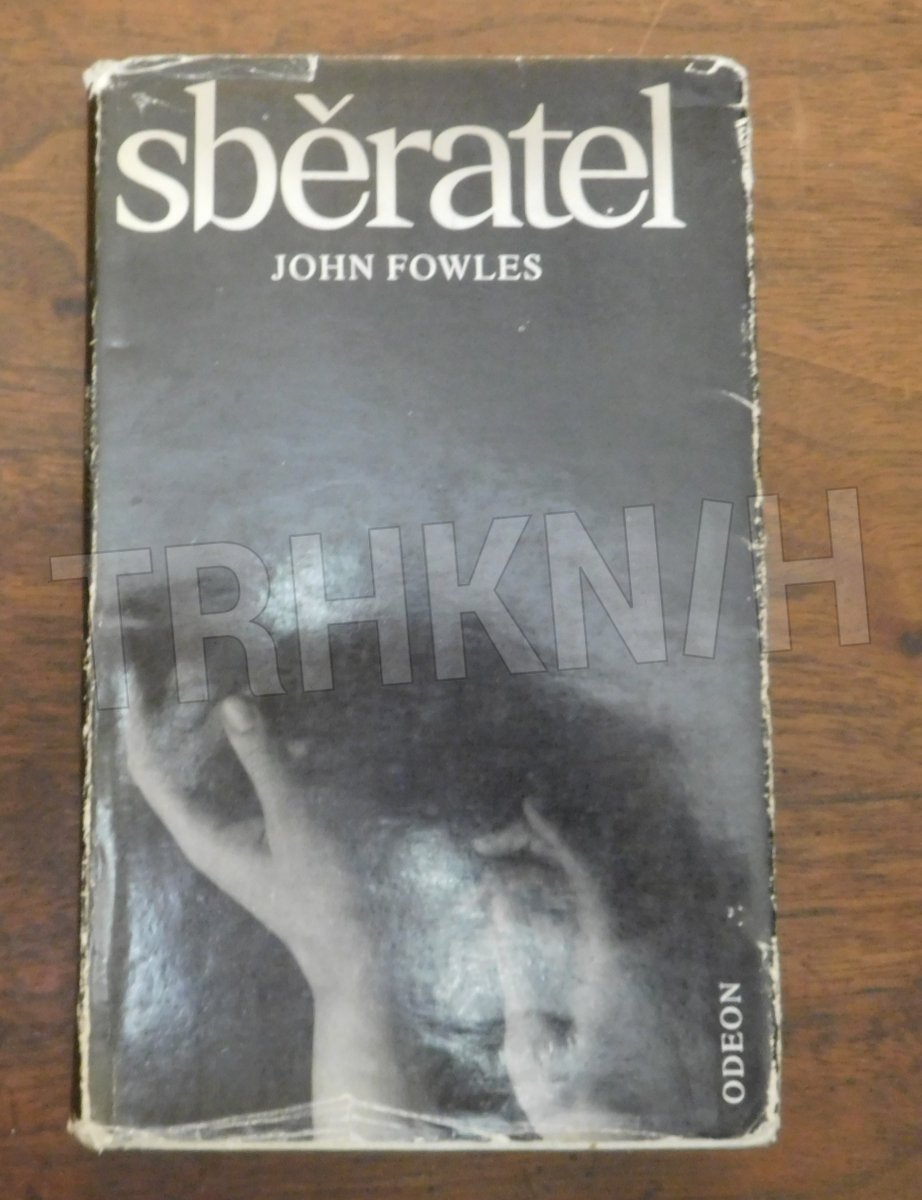 sběratel
JOHN FOWLES
TRHKNIH
ODEON